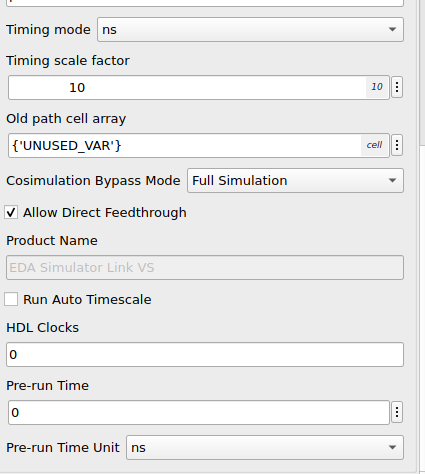 Timing mode ns
Timing scale factor
10 10
Old path cell array
{'UNUSED_VAR'} cell
Cosimulation Bypass Mode Full Simulation
Allow Direct Feedthrough
Product Name
EDA Simulator Link VS
Run Auto Timescale
HDL Clocks
0
Pre-run Time
0
Pre-run Time Unit ns